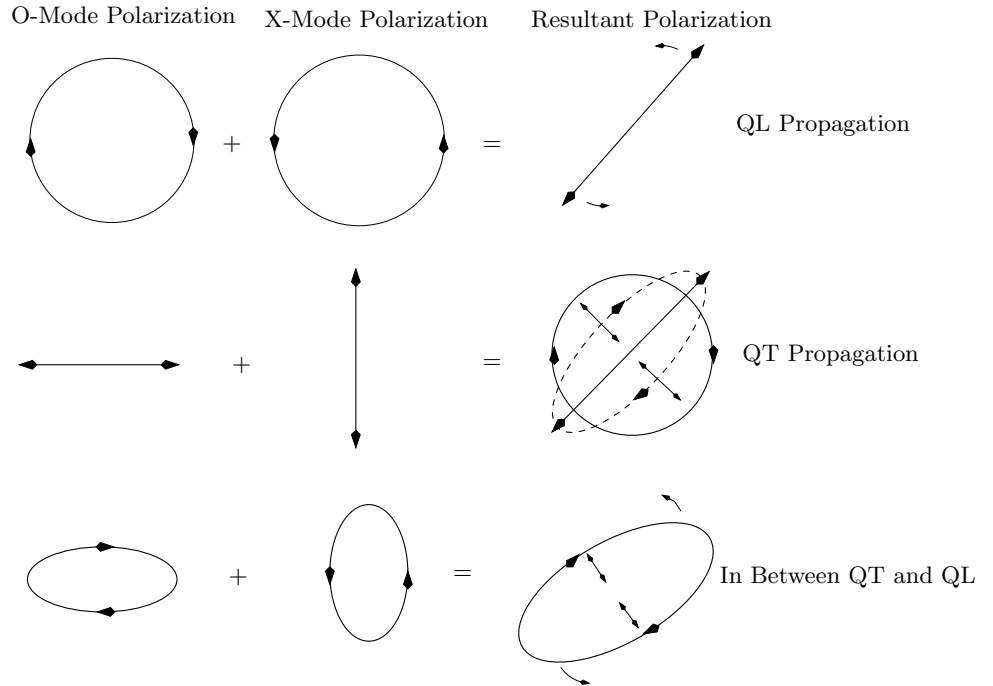 O-Mode Polarization X-Mode Polarization Resultant Polarization
+ = QL Propagation
+ = QT Propagation
+ = In Between QT and QL